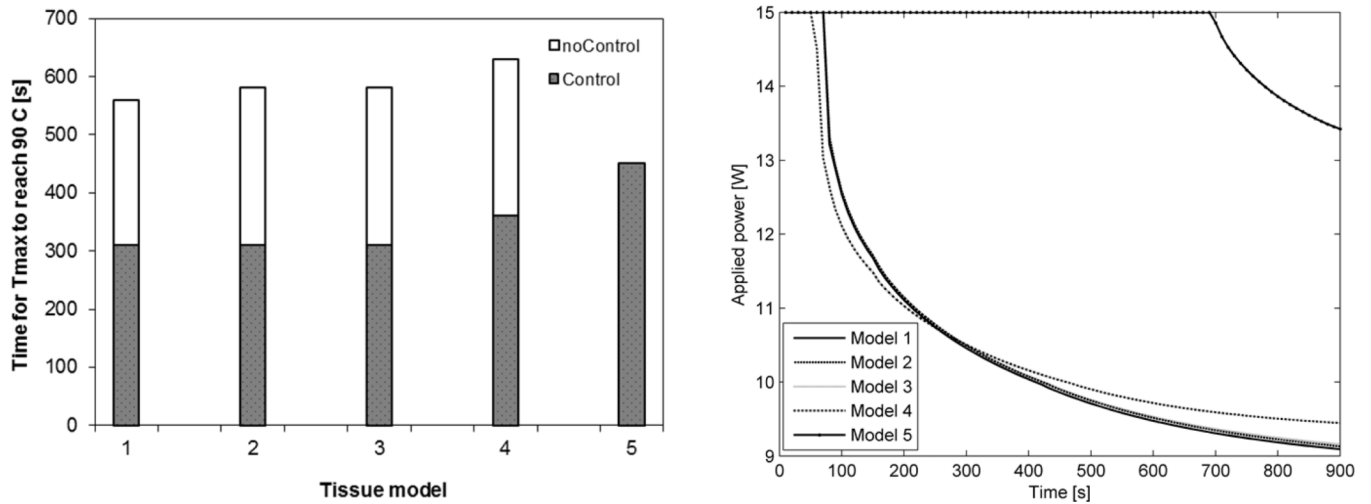 700
600
500
400
300
200
100
0
Time for Tmax to reach 90 C [s]
noControl
Control
1 2 3 4 5
Tissue model
15
14
13
12
11
10
9
Applied power [W]
Model 1
Model 2
Model 3
Model 4
Model 5
0 100 200 300 400 500 600 700 800 900
Time [s]